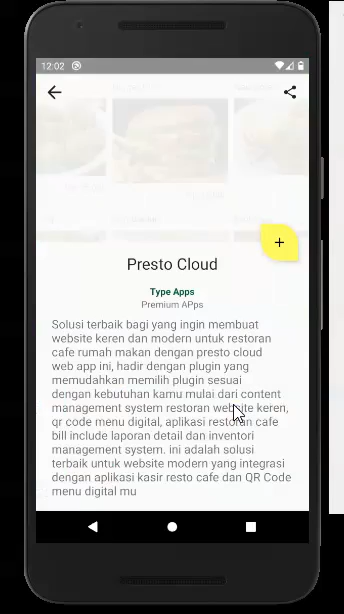 12:02
Presto Cloud
Type Apps
Premium APps
Solusi terbaik bagi yang ingin membuat
website keren dan modern untuk restoran
cafe rumah makan dengan presto cloud
web app ini, hadir dengan plugin yang
memudahkan memilih plugin sesuai
dengan kebutuhan kamu mulai dari content
management system restoran website keren,
qr code menu digital, aplikasi restoran cafe
bill include laporan detail dan inventori
management system. ini adalah solusi
terbaik untuk website modern yang integrasi
dengan aplikasi kasir resto cafe dan QR Code
menu digital mu